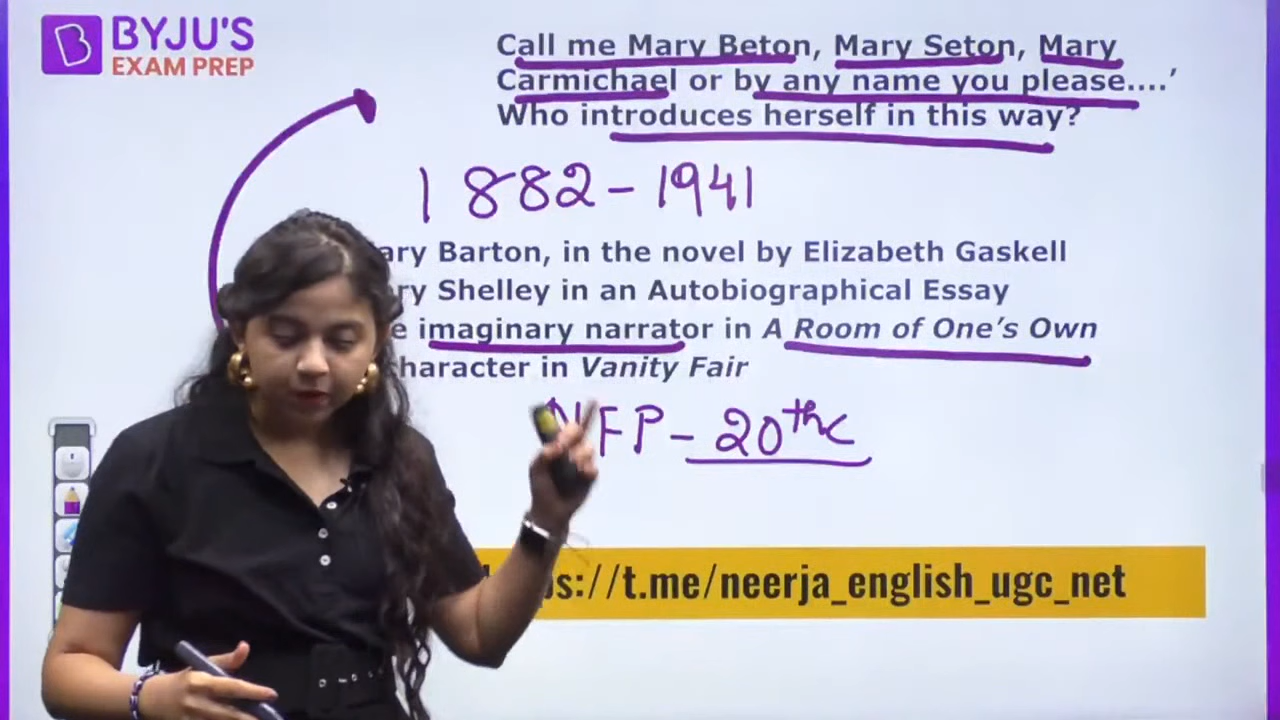 BYJU'S
EXAM PREP
Call me Mary Beton, Mary Seton, Mary
Carmichael or by any name you please....’
Who introduces herself in this way?
1882-1941
Barton, in the novel by Elizabeth Gaskell
Shelley in an Autobiographical Essay
imaginary narrator in A Room of One’s Own
character in Vanity Fair
NFP - 20thC
://t.me/neerja_english_ugc_net